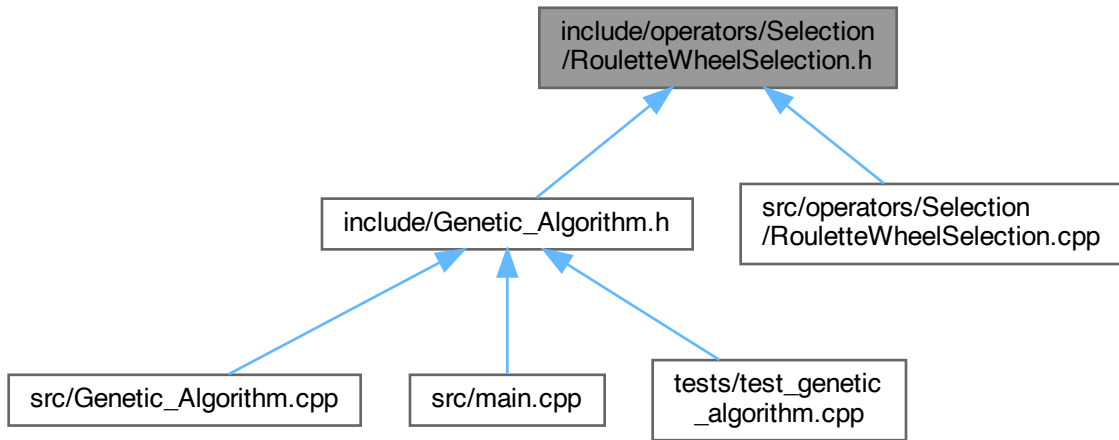 include/operators/Selection
/RouletteWheelSelection.h
include/Genetic_Algorithm.h
src/operators/Selection
/RouletteWheelSelection.cpp
src/Genetic_Algorithm.cpp
src/main.cpp
tests/test_genetic
_algorithm.cpp